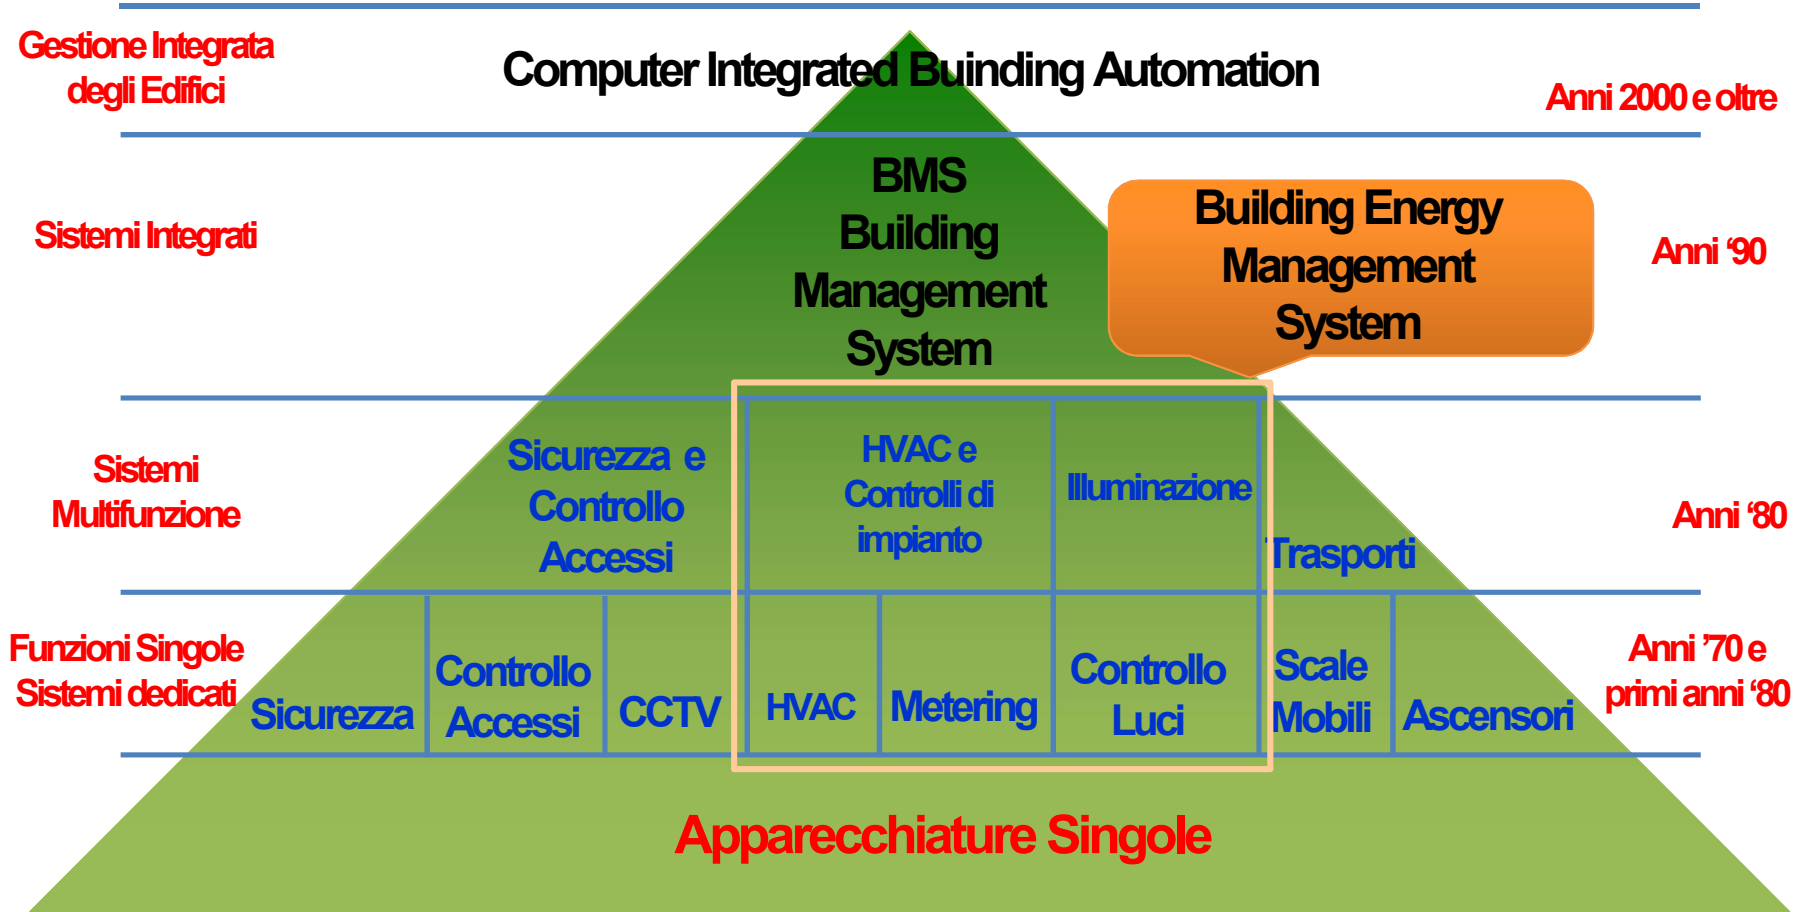 Gestione Integrata
degli Edifici
Computer Integrated Buinding Automation
Anni 2000 e oltre
Sistemi Integrati
BMS
Building
Management
System
Building Energy
Management
System
Anni ‘90
Sistemi
Multifunzione
Sicurezza e
Controllo
Accessi
HVAC e
Controlli di
impianto
Illuminazione
Trasporti
Anni ‘80
Funzioni Singole
Sistemi dedicati
Sicurezza
Controllo
Accessi
CCTV
HVAC
Metering
Controllo
Luci
Scale
Mobili
Ascensori
Anni ’70 e
primi anni ‘80
Apparecchiature Singole